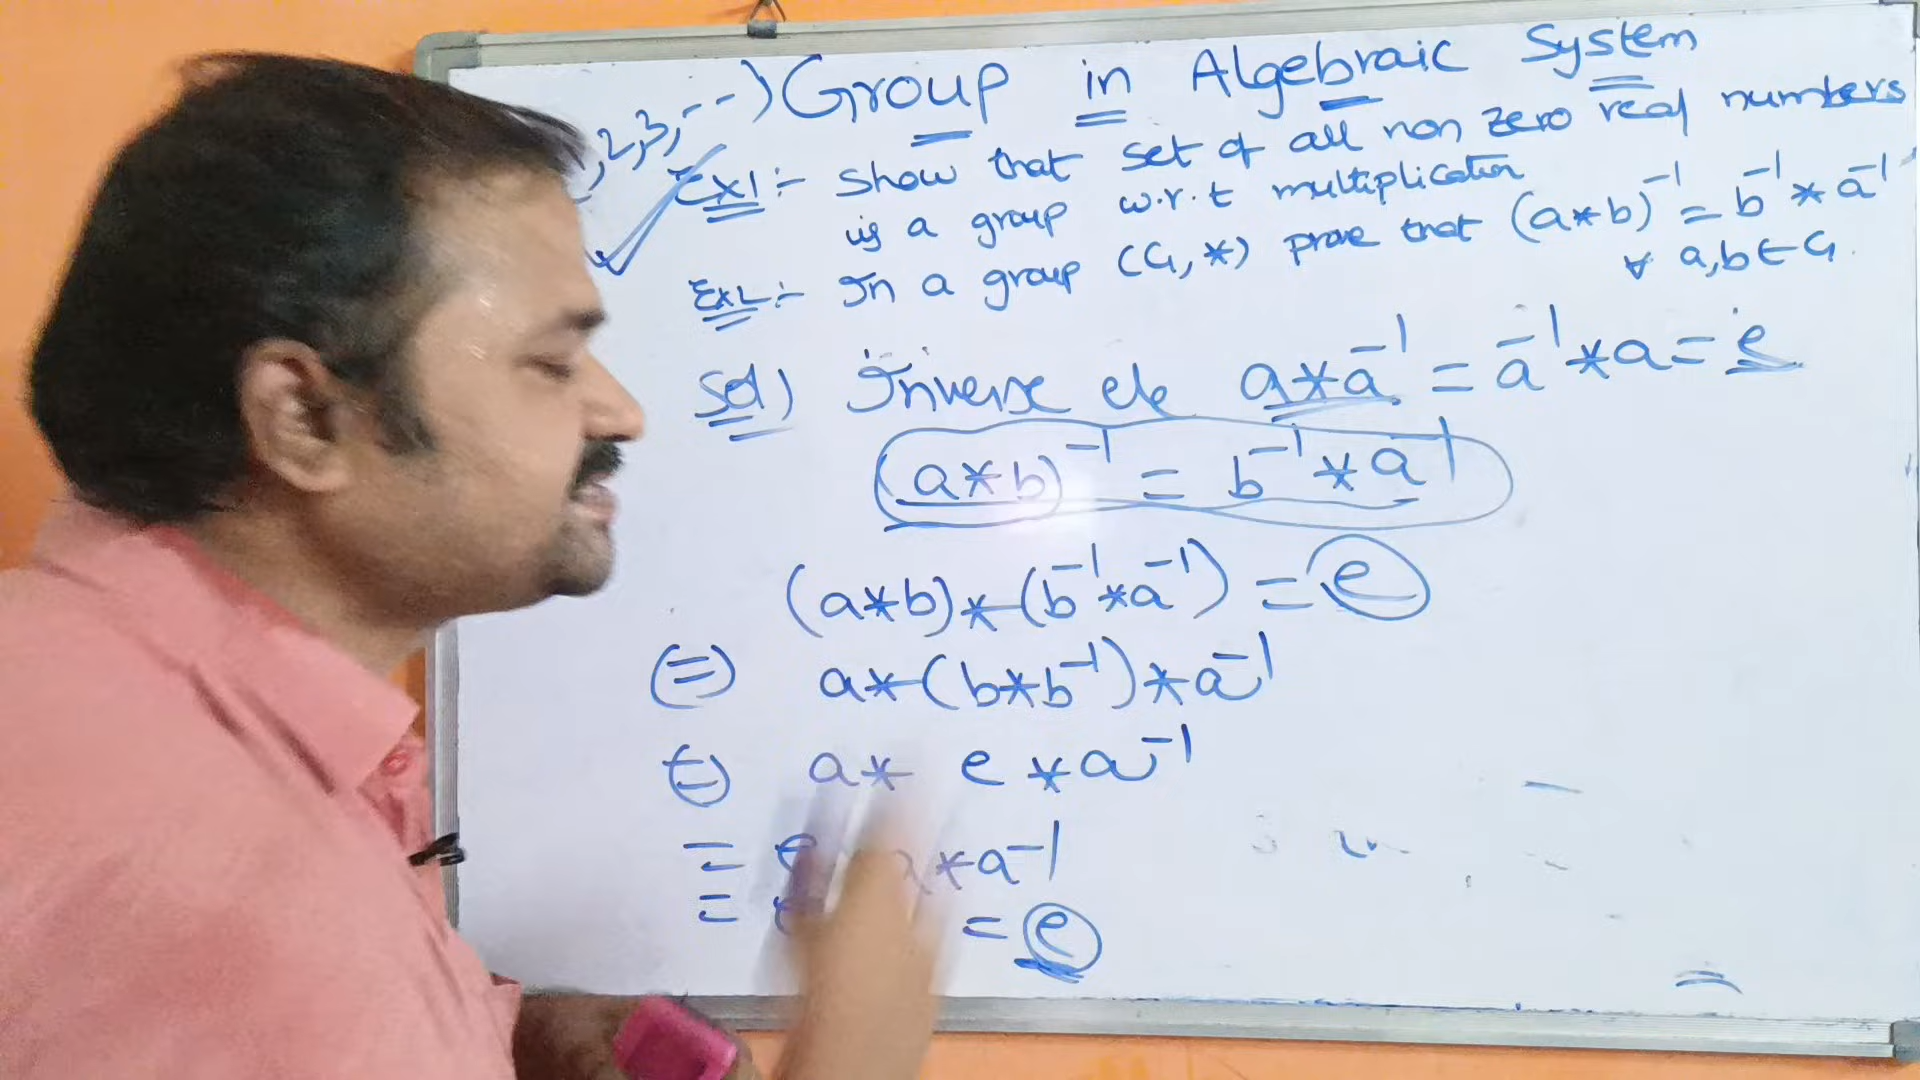 Group in Algebraic System
,2,3,--)
Ex1:- Show that set of all non zero real numbers
is a group w.r.t multiplication
Ex2:- In a group (G,*) prove that (a*b)⁻¹ = b⁻¹ * a⁻¹
∀ a,b∈G.
Sol) Inverse ele a*a⁻¹ = a⁻¹*a = e
(a*b)⁻¹ = b⁻¹ * a⁻¹
(a*b)*(b⁻¹*a⁻¹) = e
(=) a*(b*b⁻¹)*a⁻¹
(=) a* e *a⁻¹
= e a*a⁻¹
= e = e